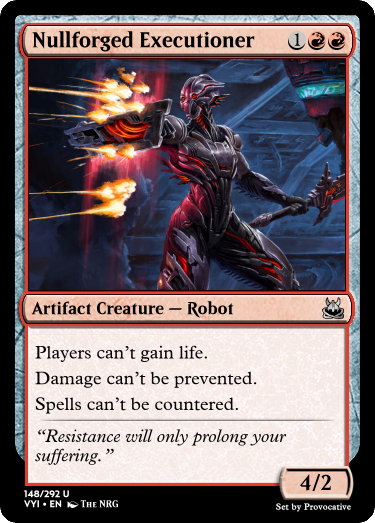 Nullforged Executioner 1
Artifact Creature — Robot
Players can’t gain life.
Damage can’t be prevented.
Spells can’t be countered.
“Resistance will only prolong your
suffering.”
4/2
148/292 U
VYI • EN The NRG
Set by Provocative